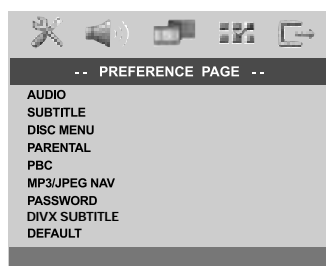 -- PREFERENCE PAGE --
AUDIO
SUBTITLE
DISC MENU
PARENTAL
PBC
MP3/JPEG NAV
PASSWORD
DIVX SUBTITLE
DEFAULT